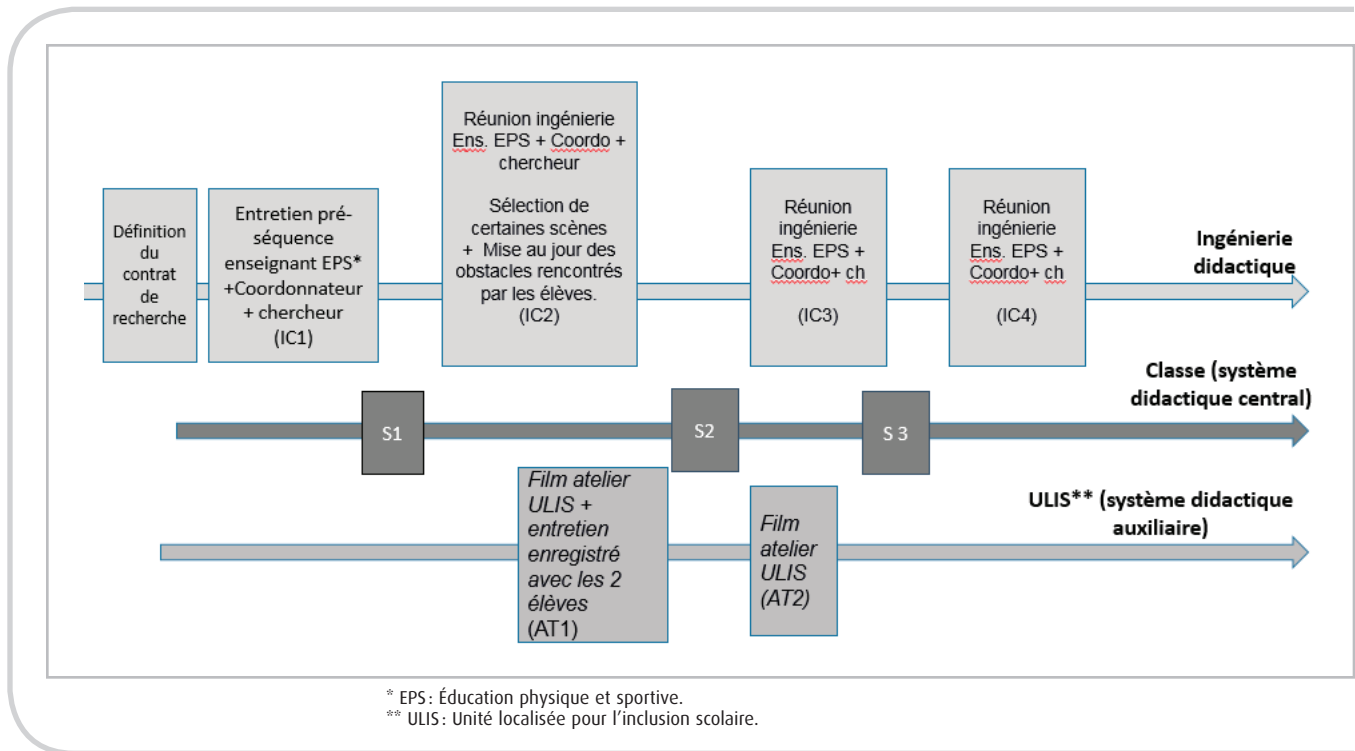 Définition
du
contrat
de
recherche
Entretien pré-
séquence
enseignant EPS*
+Coordonnateur
+ chercheur
(IC1)
Réunion ingénierie
Ens. EPS + Coordo +
chercheur
Sélection de
certaines scènes
+ Mise au jour des
obstacles rencontrés
par les élèves.
(IC2)
Réunion
ingénierie
Ens. EPS +
Coordo+ ch
(IC3)
Réunion
ingénierie
Ens. EPS +
Coordo+ ch
(IC4)
Ingénierie
didactique
Classe (système
didactique central)
S1
S2
S 3
ULIS** (système didactique
auxiliaire)
Film atelier
ULIS +
entretien
enregistré
avec les 2
élèves
(AT1)
Film
atelier
ULIS
(AT2)
* EPS : Éducation physique et sportive.
** ULIS : Unité localisée pour l'inclusion scolaire.